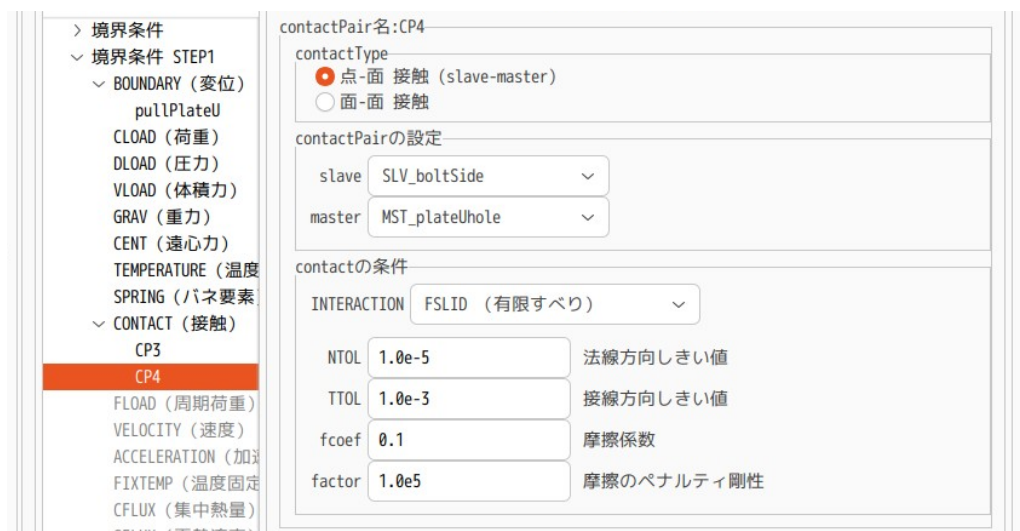 境界条件
境界条件 STEP1
BOUNDARY (変位)
pullPlateU
CLOAD (荷重)
DLOAD (圧力)
VLOAD (体積力)
GRAV (重力)
CENT (遠心力)
TEMPERATURE (温度
SPRING (バネ要素
CONTACT (接触)
CP3
CP4
FLOAD (周期荷重)
VELOCITY (速度)
ACCELERATION (加速
FIXTEMP (温度固定
CFLUX (集中熱量)
contactPair名:CP4
contactType
点-面 接触 (slave-master)
面-面 接触
contactPairの設定
slave SLV_boltSide
master MST_plateUhole
contactの条件
INTERACTION FSLID (有限すべり)
NTOL 1.0e-5 法線方向しきい値
TTOL 1.0e-3 接線方向しきい値
fcoef 0.1 摩擦係数
factor 1.0e5 摩擦のペナルティ剛性